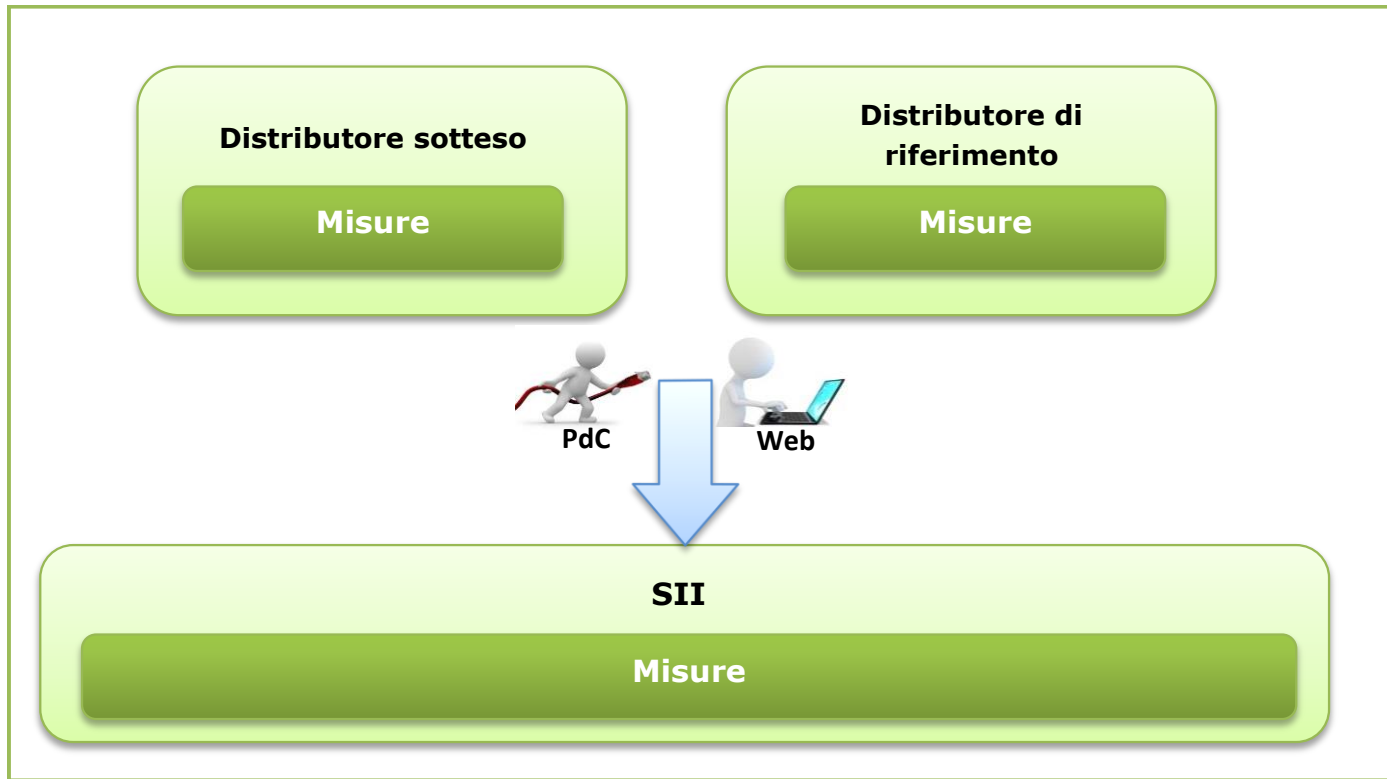 Distributore sotteso
Misure
Distributore di
riferimento
Misure
PdC
Web
SII
Misure